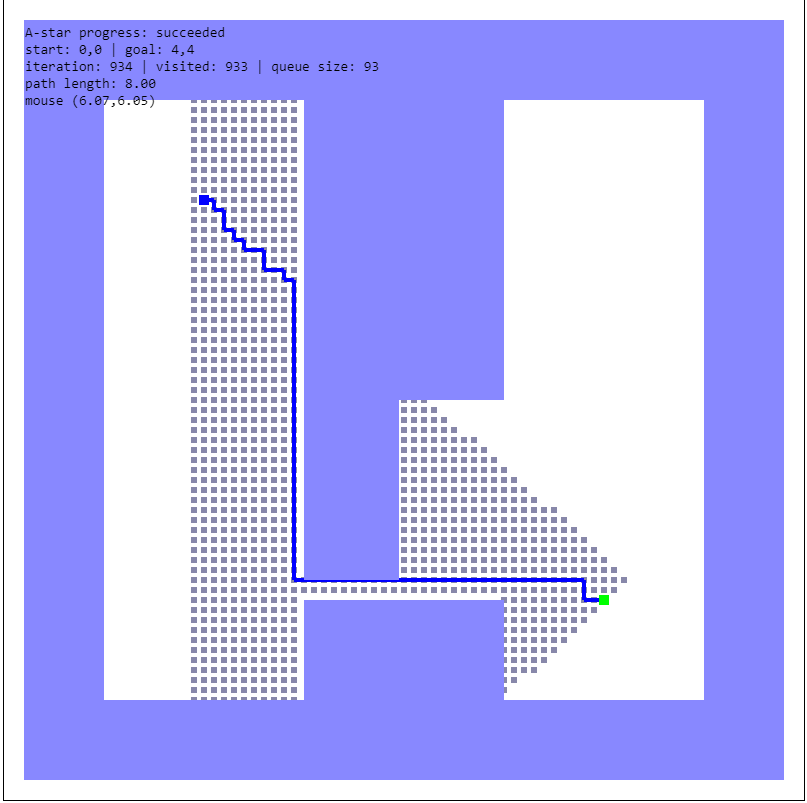 A-star progress: succeeded
start: 0,0 | goal: 4,4
iteration: 934 | visited: 933 | queue size: 93
path length: 8.00
mouse (6.07,6.05)